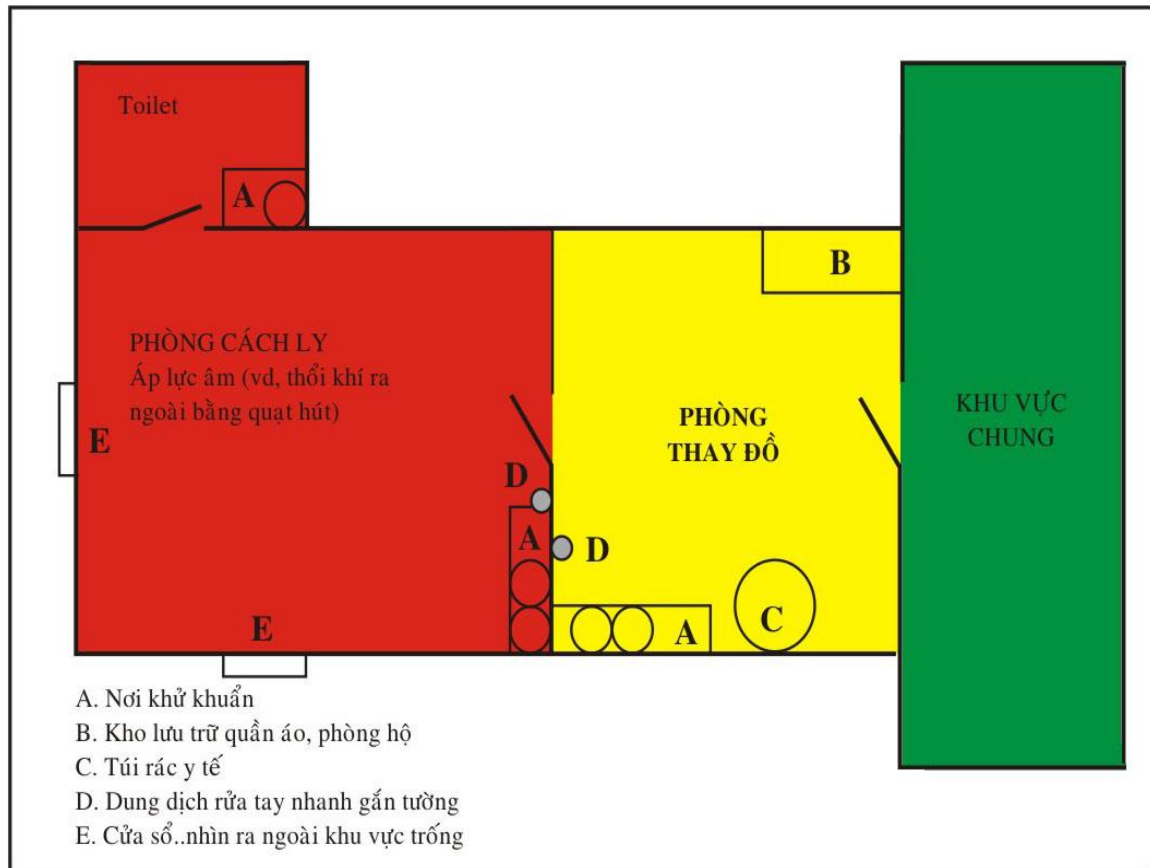 Toilet
A
B
PHÒNG CÁCH LY
Áp lực âm (vd, thổi khí ra
ngoài bằng quạt hút)
E
PHÒNG
THAY ĐỒ
KHU VỰC
CHUNG
D
A
D
E
A
C
A. Nơi khử khuẩn
B. Kho lưu trữ quần áo, phòng hộ
C. Túi rác y tế
D. Dung dịch rửa tay nhanh gắn tường
E. Cửa sổ..nhìn ra ngoài khu vực trống